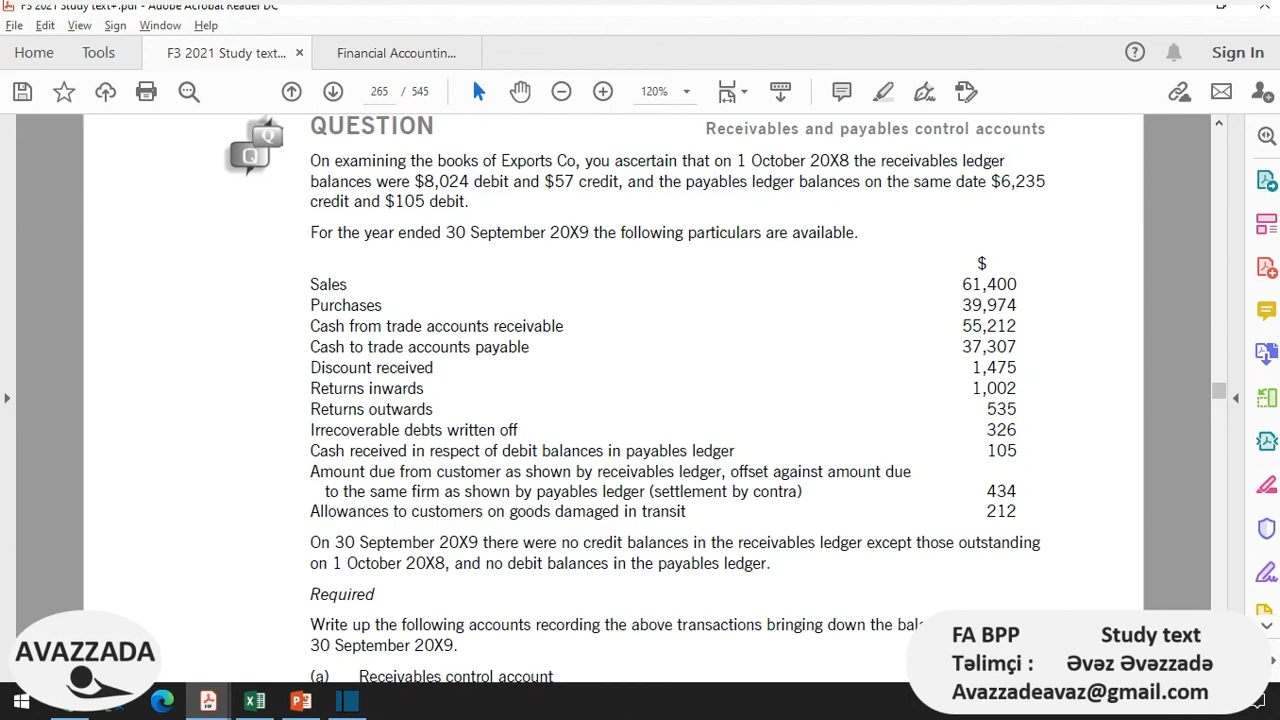 F3 2021 Study text+.pdf - Adobe Acrobat Reader DC
File Edit View Sign Window Help
Home Tools F3 2021 Study text... × Financial Accountin... Sign In
265 / 545 120%
QUESTION Receivables and payables control accounts
Q
Q
On examining the books of Exports Co, you ascertain that on 1 October 20X8 the receivables ledger
balances were $8,024 debit and $57 credit, and the payables ledger balances on the same date $6,235
credit and $105 debit.
For the year ended 30 September 20X9 the following particulars are available.
$
Sales 61,400
Purchases 39,974
Cash from trade accounts receivable 55,212
Cash to trade accounts payable 37,307
Discount received 1,475
Returns inwards 1,002
Returns outwards 535
Irrecoverable debts written off 326
Cash received in respect of debit balances in payables ledger 105
Amount due from customer as shown by receivables ledger, offset against amount due
to the same firm as shown by payables ledger (settlement by contra) 434
Allowances to customers on goods damaged in transit 212
On 30 September 20X9 there were no credit balances in the receivables ledger except those outstanding
on 1 October 20X8, and no debit balances in the payables ledger.
Required
Write up the following accounts recording the above transactions bringing down the
30 September 20X9.
(a) Receivables control account
AVAZZADA
FA BPP Study text
Təlimçi : Əvəz Əvəzzadə
Avazzadeavaz@gmail.com